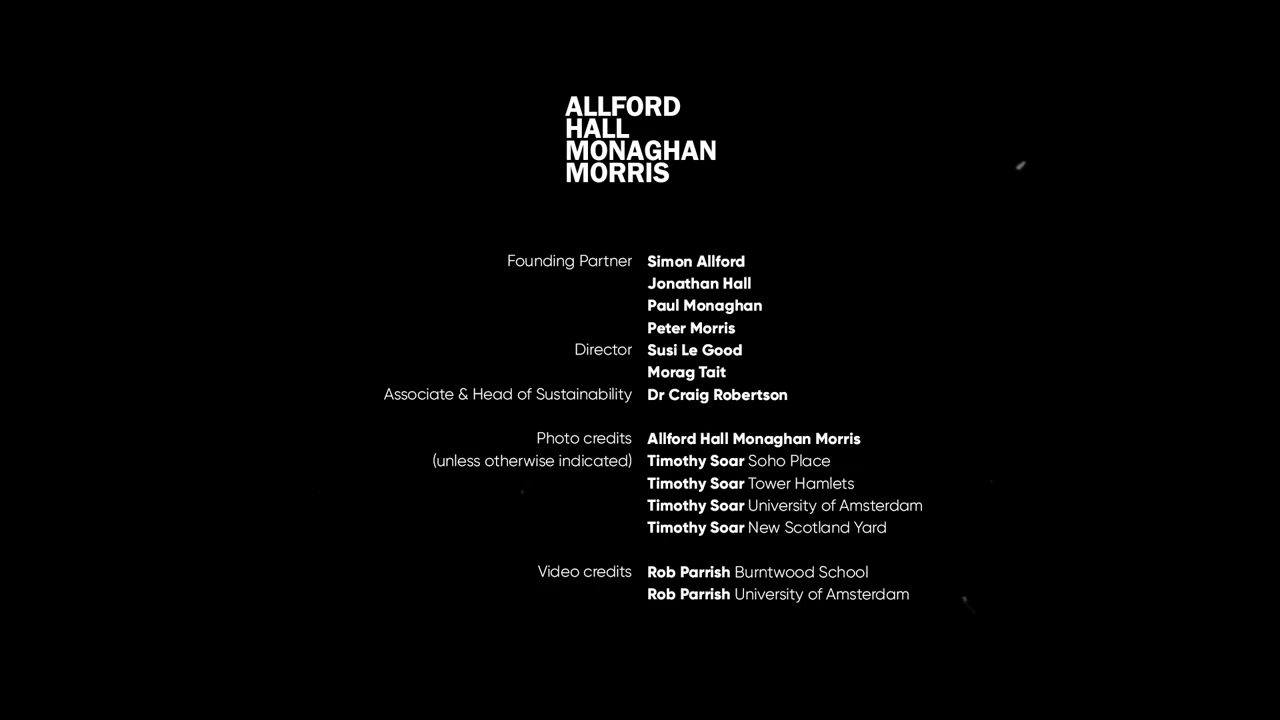 ALLFORD
HALL
MONAGHAN
MORRIS
Founding Partner Simon Allford
Jonathan Hall
Paul Monaghan
Peter Morris
Director Susi Le Good
Morag Tait
Associate & Head of Sustainability Dr Craig Robertson
Photo credits Allford Hall Monaghan Morris
(unless otherwise indicated) Timothy Soar Soho Place
Timothy Soar Tower Hamlets
Timothy Soar University of Amsterdam
Timothy Soar New Scotland Yard
Video credits Rob Parrish Burntwood School
Rob Parrish University of Amsterdam